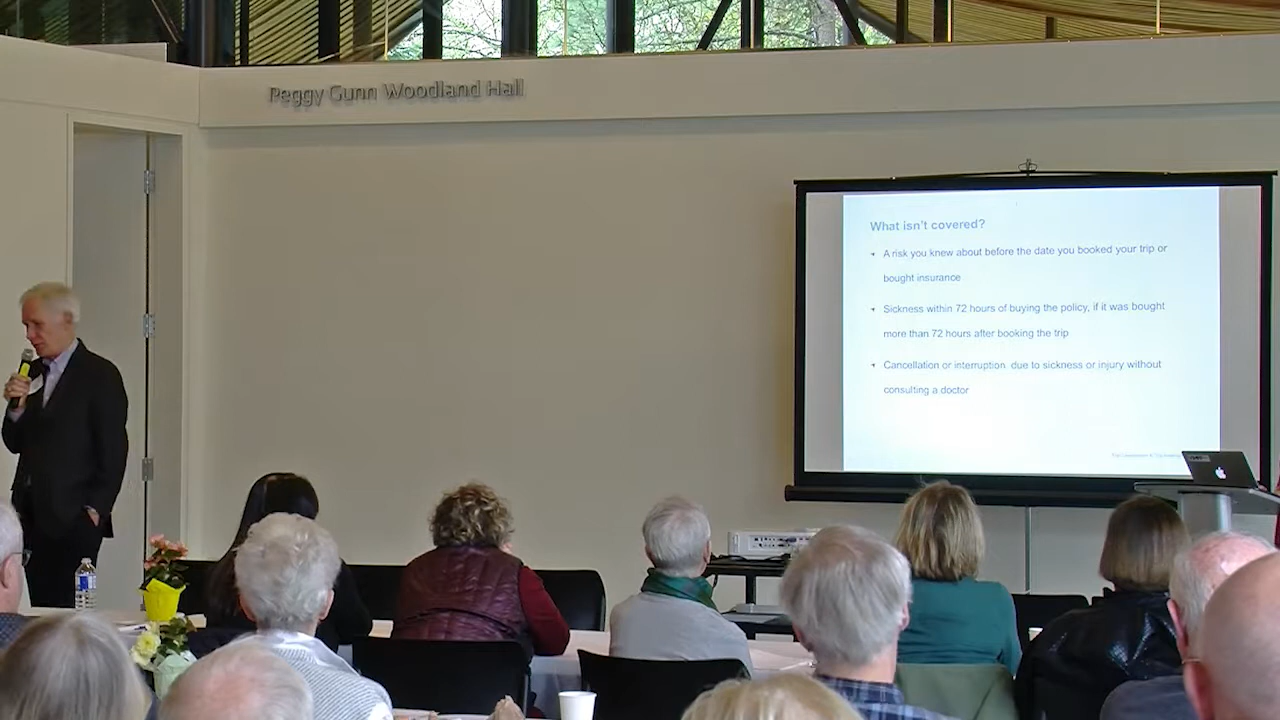 Peggy Gunn Woodland Hall
What isn't covered?
A risk you knew about before the date you booked your trip or
bought insurance
Sickness within 72 hours of buying the policy, if it was bought
more than 72 hours after booking the trip
Cancellation or interruption due to sickness or injury without
consulting a doctor